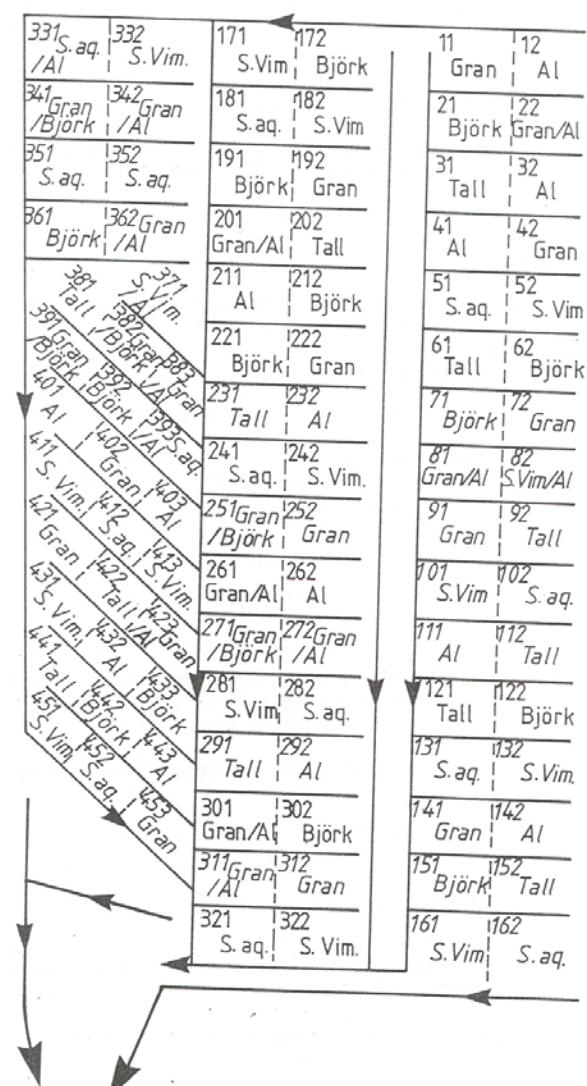 331 S.aq. /Al
332 S.Vim.
341 Gran /Björk
342 Gran /Al
351 S.aq.
352 S.aq.
361 Björk
362 Gran /Al
371 S.Vim. /Al
381 Tall
382 Gran /Björk
383 Gran /Al
391 Gran /Björk
392 Björk
393 S.aq. /Al
401 Al
402 Gran
403 Al
411 S.Vim.
412 S.aq.
413 S.Vim.
421 Gran
422 Tall
423 Gran /Al
431 S.Vim.
432 Al
433 Björk
441 Tall
442 Björk
443 Al
451 S.Vim
452 S.aq.
453 Gran
171 S.Vim
172 Björk
181 S.aq.
182 S.Vim
191 Björk
192 Gran
201 Gran/Al
202 Tall
211 Al
212 Björk
221 Björk
222 Gran
231 Tall
232 Al
241 S.aq.
242 S.Vim.
251 Gran /Björk
252 Gran
261 Gran/Al
262 Al
271 Gran /Björk
272 Gran /Al
281 S.Vim
282 S.aq.
291 Tall
292 Al
301 Gran/Al
302 Björk
311 Gran /Al
312 Gran
321 S.aq.
322 S.Vim.
11 Gran
12 Al
21 Björk
22 Gran/Al
31 Tall
32 Al
41 Al
42 Gran
51 S.aq.
52 S.Vim
61 Tall
62 Björk
71 Björk
72 Gran
81 Gran/Al
82 S.Vim/Al
91 Gran
92 Tall
101 S.Vim
102 S.aq.
111 Al
112 Tall
121 Tall
122 Björk
131 S.aq.
132 S.Vim.
141 Gran
142 Al
151 Björk
152 Tall
161 S.Vim
162 S.aq.